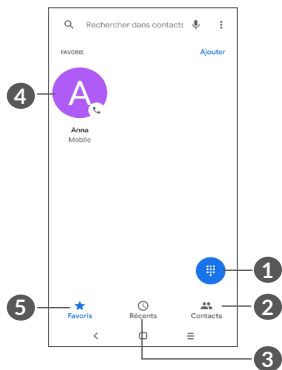 Rechercher dans contacts
FAVORIS Ajouter
A
4
Anna
Mobile
1
5
Favoris Récents Contacts
2
3